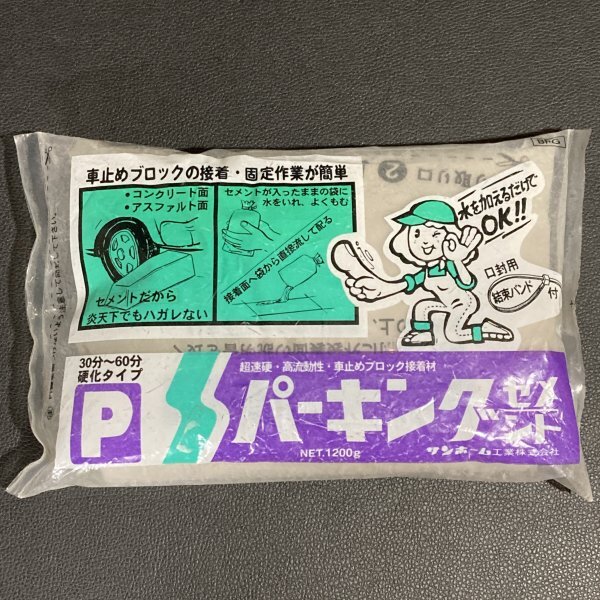 BFG
切り取り口
車止めブロックの接着・固定作業が簡単
・コンクリート面
・アスファルト面
セメントだから
炎天下でもハガレない
セメントが入ったままの袋に
水をいれ、よくもむ
接着面へ袋から直接流して配る
水を加えるだけで
OK!!
口封用
結束バンド
付
30分〜60分
硬化タイプ
P
超速硬・高流動性・車止めブロック接着材
パーキング
セメント
NET.1200g
サンホーム工業株式会社